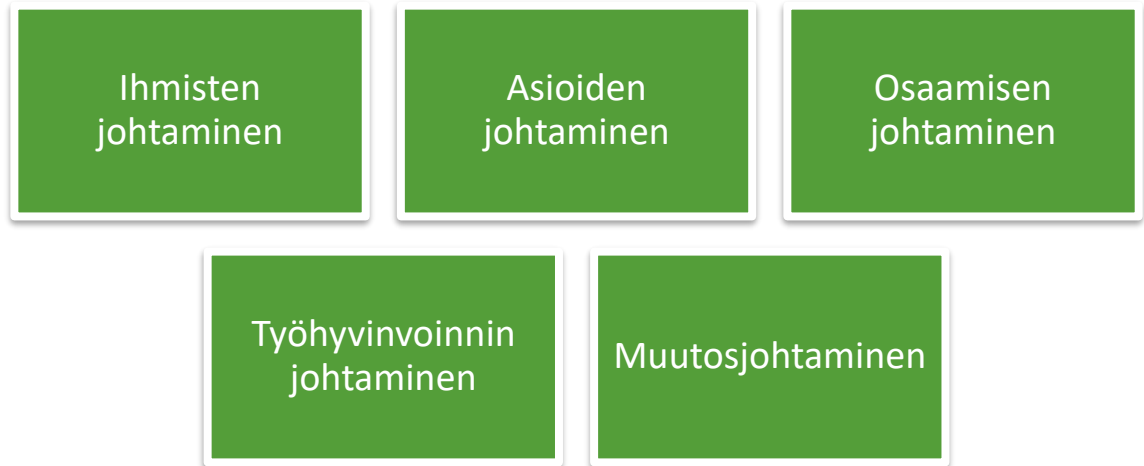 Ihmisten
johtaminen
Asioiden
johtaminen
Osaamisen
johtaminen
Työhyvinvoinnin
johtaminen
Muutosjohtaminen